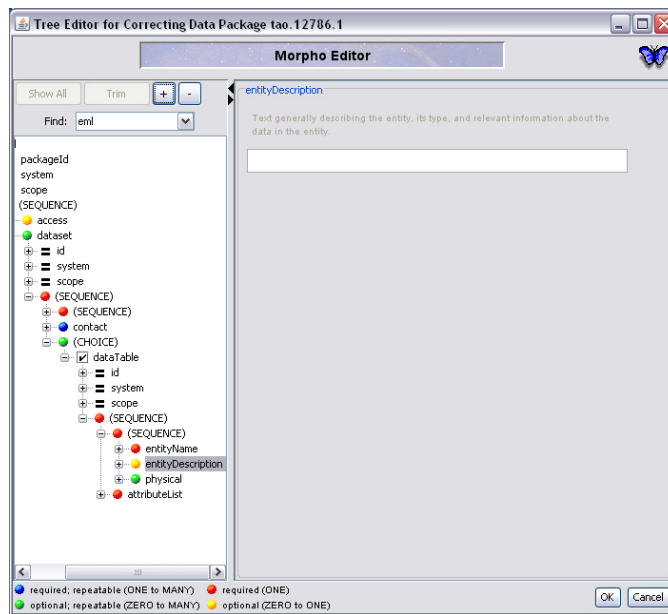 Tree Editor for Correcting Data Package tao.12786.1
Morpho Editor
Show All
Trim
+
-
Find:
eml
packageId
system
scope
(SEQUENCE)
access
dataset
id
system
scope
(SEQUENCE)
(SEQUENCE)
contact
(CHOICE)
dataTable
id
system
scope
(SEQUENCE)
(SEQUENCE)
entityName
entityDescription
physical
attributeList
entityDescription
Text generally describing the entity, its type, and relevant information about the
data in the entity.
required; repeatable (ONE to MANY) required (ONE)
optional; repeatable (ZERO to MANY) optional (ZERO to ONE)
OK
Cancel